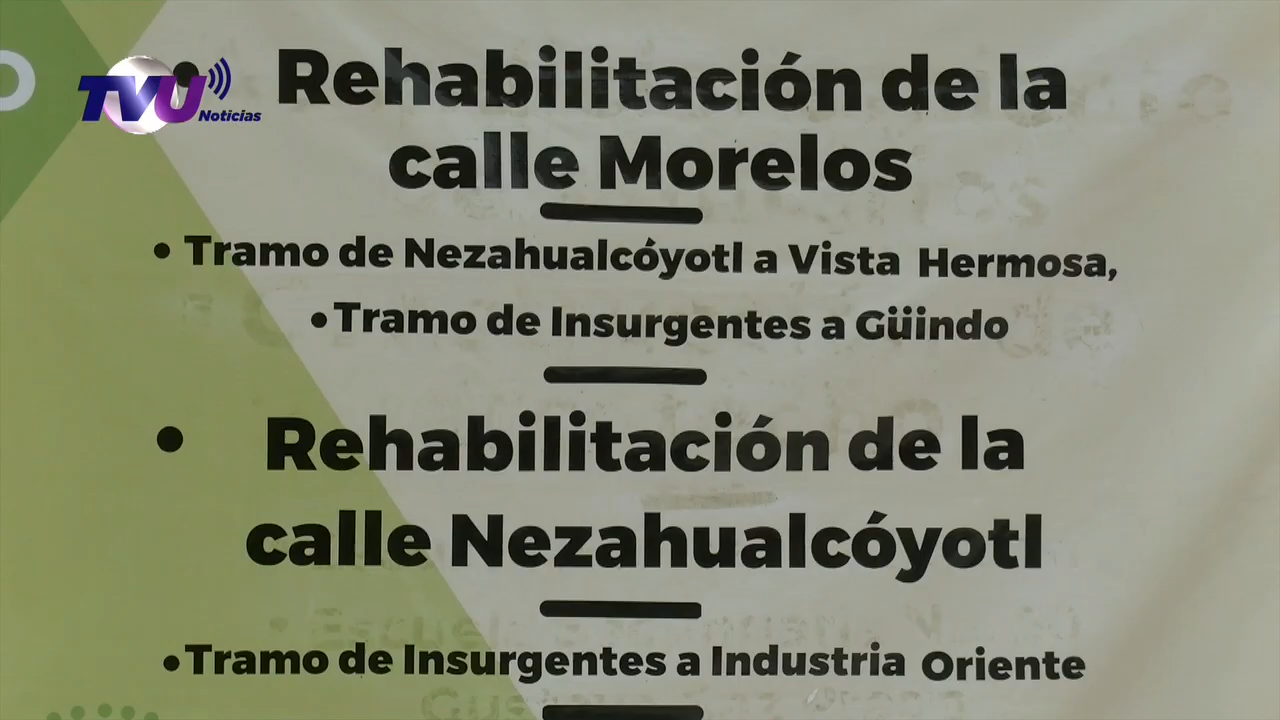 TVU
Noticias
• Rehabilitación de la
calle Morelos
• Tramo de Nezahualcóyotl a Vista Hermosa,
• Tramo de Insurgentes a Güindo
• Rehabilitación de la
calle Nezahualcóyotl
• Tramo de Insurgentes a Industria Oriente